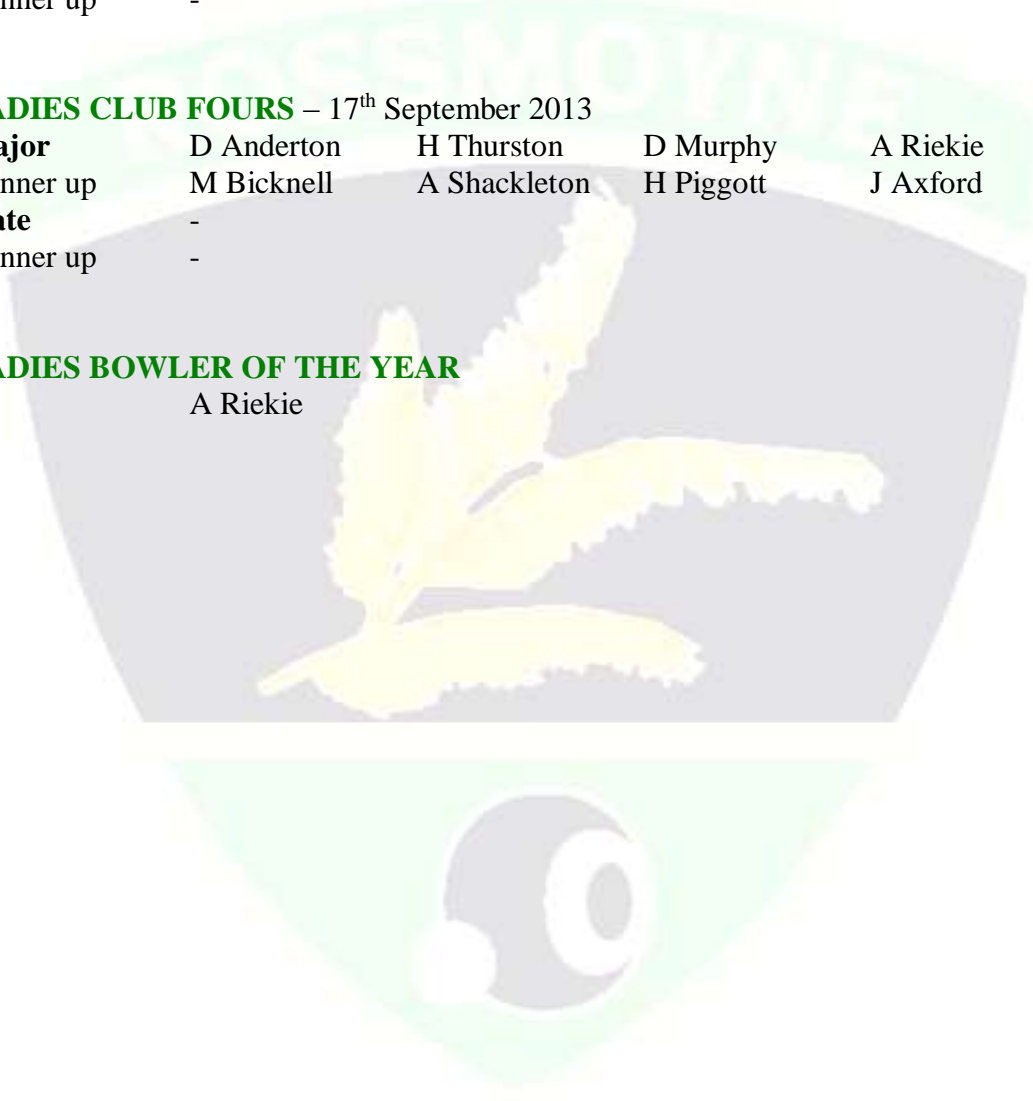 nner up -
ROSSMOYNE
ADIES CLUB FOURS – 17th September 2013
ajor D Anderton H Thurston D Murphy A Riekie
nner up M Bicknell A Shackleton H Piggott J Axford
ate -
nner up -
ADIES BOWLER OF THE YEAR
A Riekie